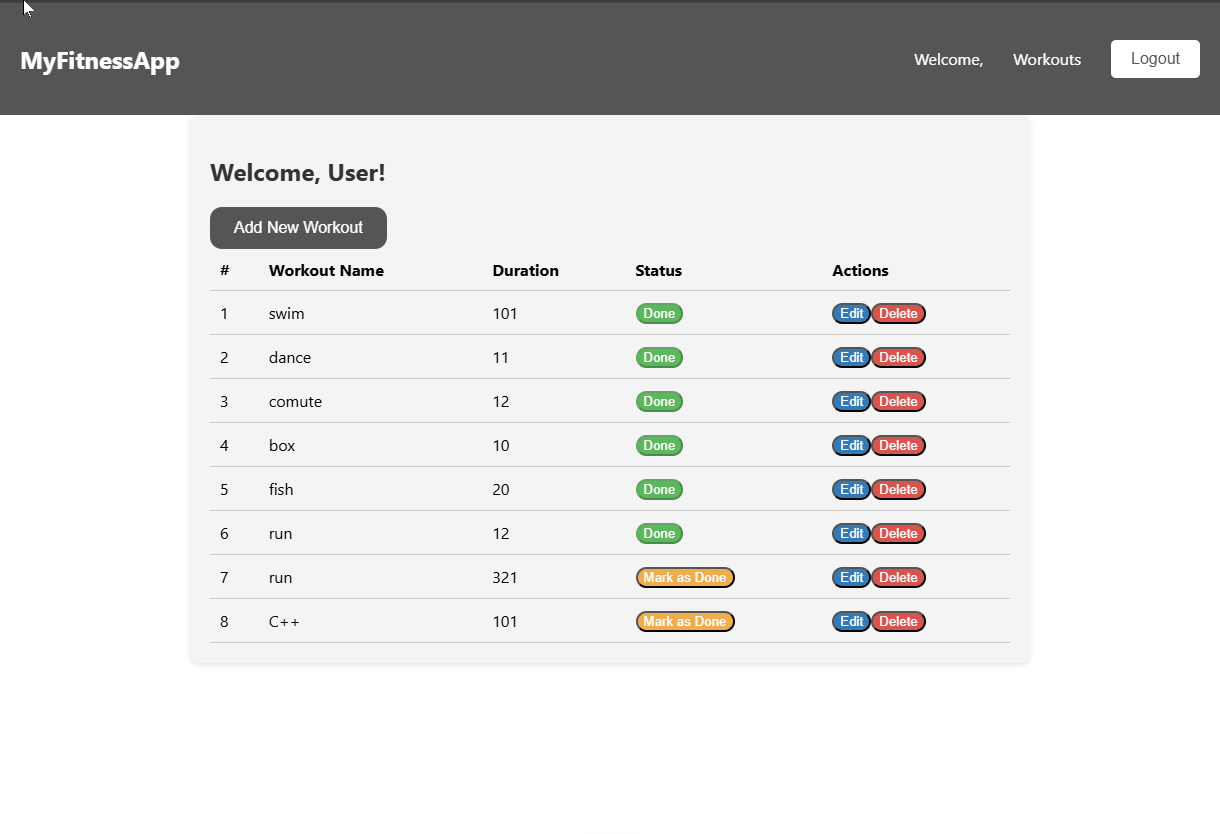 MyFitnessApp Welcome, Workouts Logout
Welcome, User!
Add New Workout
# Workout Name Duration Status Actions
1 swim 101 Done Edit Delete
2 dance 11 Done Edit Delete
3 comute 12 Done Edit Delete
4 box 10 Done Edit Delete
5 fish 20 Done Edit Delete
6 run 12 Done Edit Delete
7 run 321 Mark as Done Edit Delete
8 C++ 101 Mark as Done Edit Delete